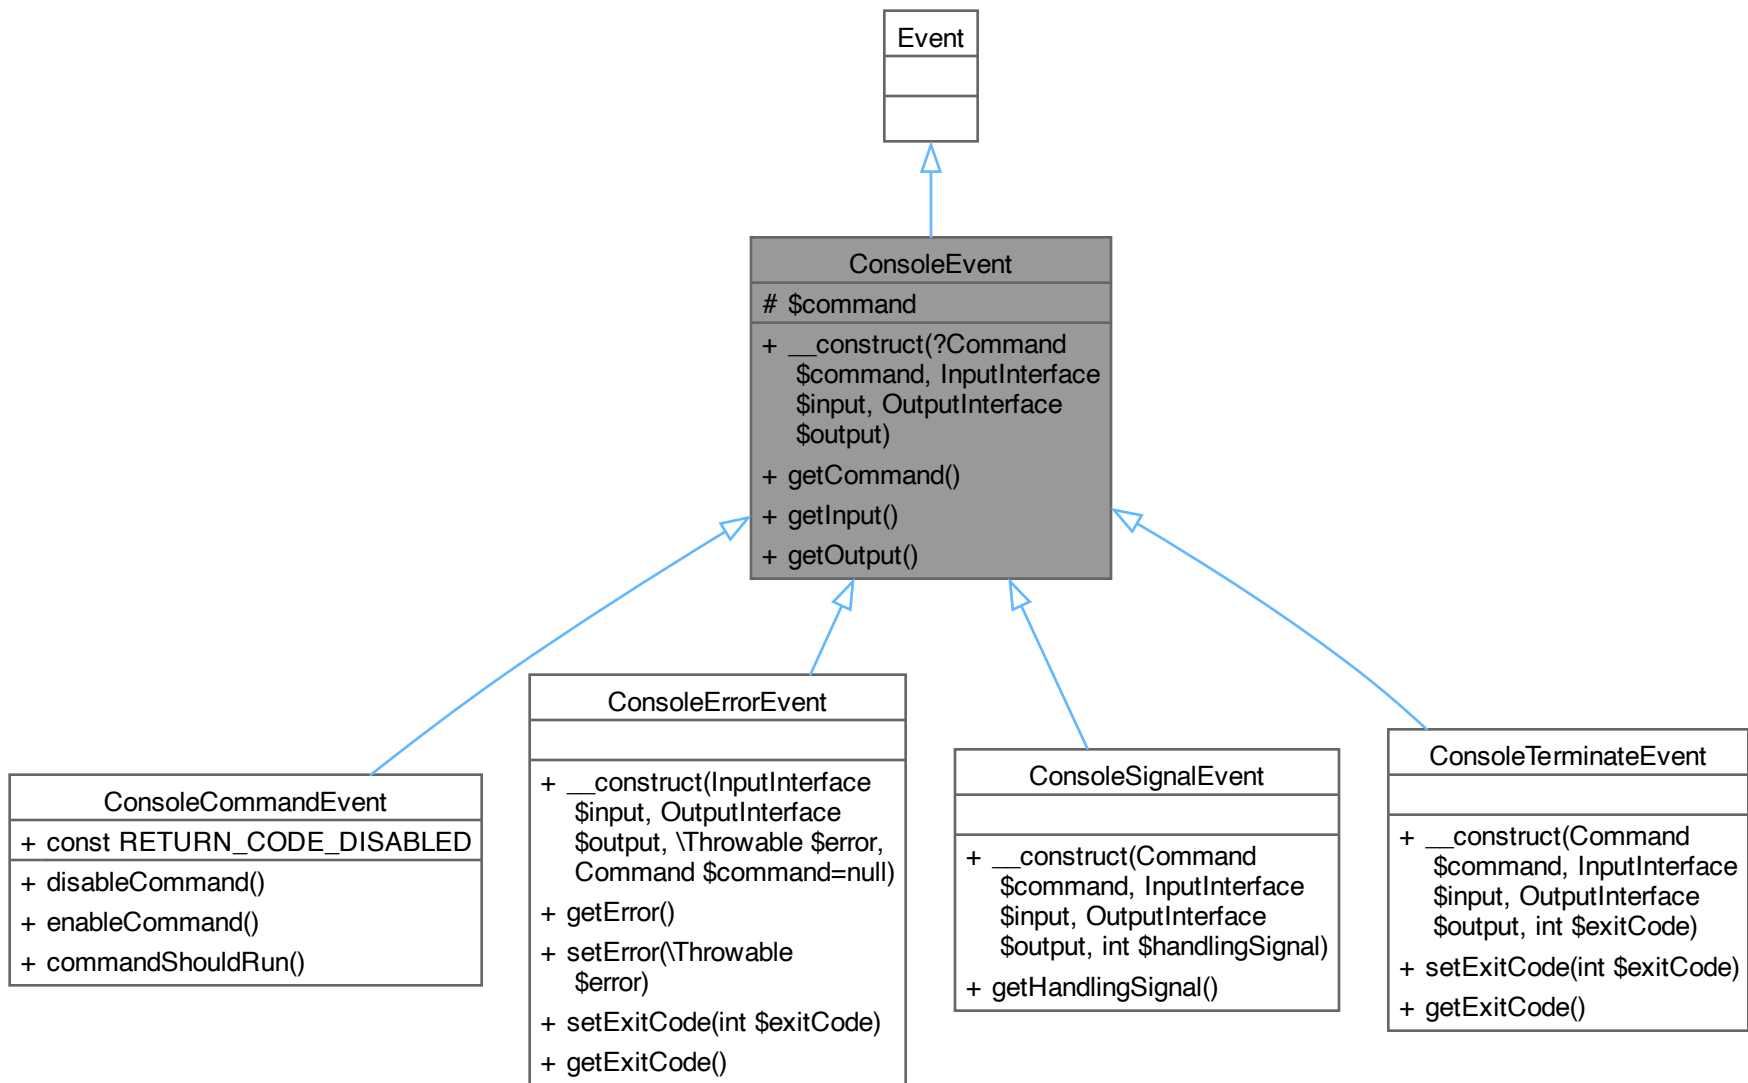 Event
ConsoleEvent
# $command
+ __construct(?Command
$command, InputInterface
$input, OutputInterface
$output)
+ getCommand()
+ getInput()
+ getOutput()
ConsoleCommandEvent
+ const RETURN_CODE_DISABLED
+ disableCommand()
+ enableCommand()
+ commandShouldRun()
ConsoleErrorEvent
+ __construct(InputInterface
$input, OutputInterface
$output, \Throwable $error,
Command $command=null)
+ getError()
+ setError(\Throwable
$error)
+ setExitCode(int $exitCode)
+ getExitCode()
ConsoleSignalEvent
+ __construct(Command
$command, InputInterface
$input, OutputInterface
$output, int $handlingSignal)
+ getHandlingSignal()
ConsoleTerminateEvent
+ __construct(Command
$command, InputInterface
$input, OutputInterface
$output, int $exitCode)
+ setExitCode(int $exitCode)
+ getExitCode()